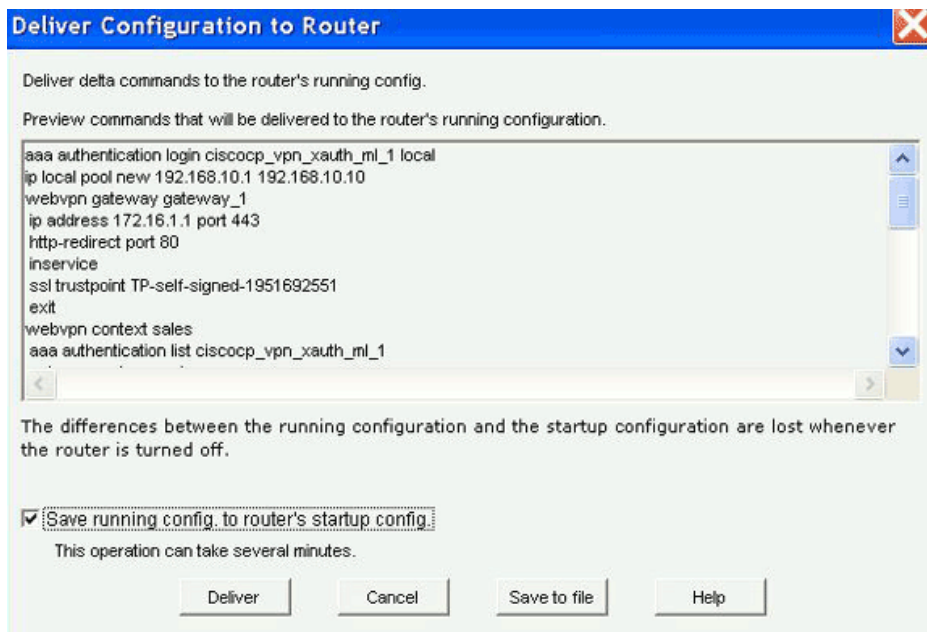 Deliver Configuration to Router
Deliver delta commands to the router's running config.
Preview commands that will be delivered to the router's running configuration.
aaa authentication login ciscocp_vpn_xauth_ml_1 local
ip local pool new 192.168.10.1 192.168.10.10
webvpn gateway gateway_1
ip address 172.16.1.1 port 443
http-redirect port 80
inservice
ssl trustpoint TP-self-signed-1951692551
exit
webvpn context sales
aaa authentication list ciscocp_vpn_xauth_ml_1
The differences between the running configuration and the startup configuration are lost whenever
the router is turned off.
Save running config. to router's startup config.
This operation can take several minutes.
Deliver Cancel Save to file Help